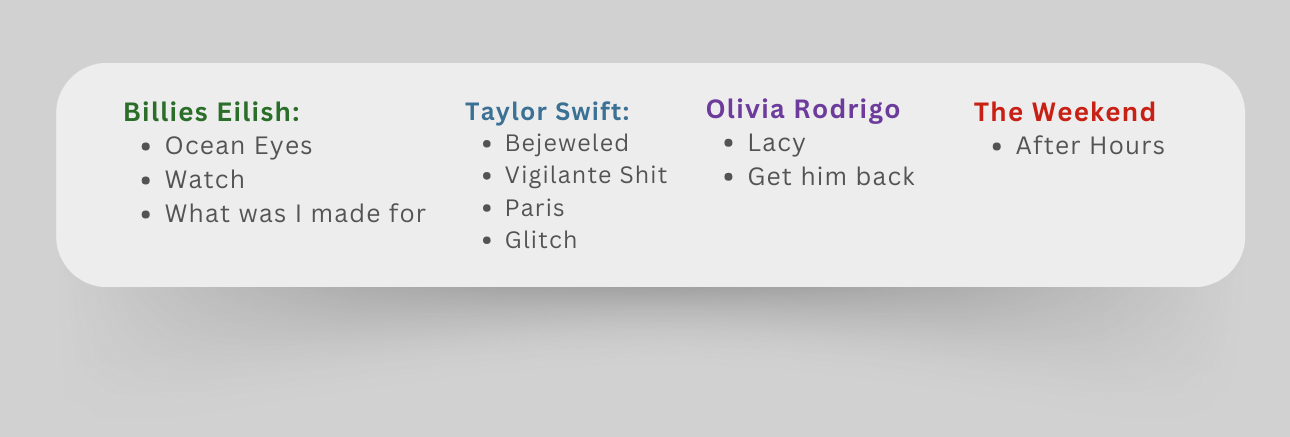 Billies Eilish:
• Ocean Eyes
• Watch
• What was I made for
Taylor Swift:
• Bejeweled
• Vigilante Shit
• Paris
• Glitch
Olivia Rodrigo
• Lacy
• Get him back
The Weekend
• After Hours